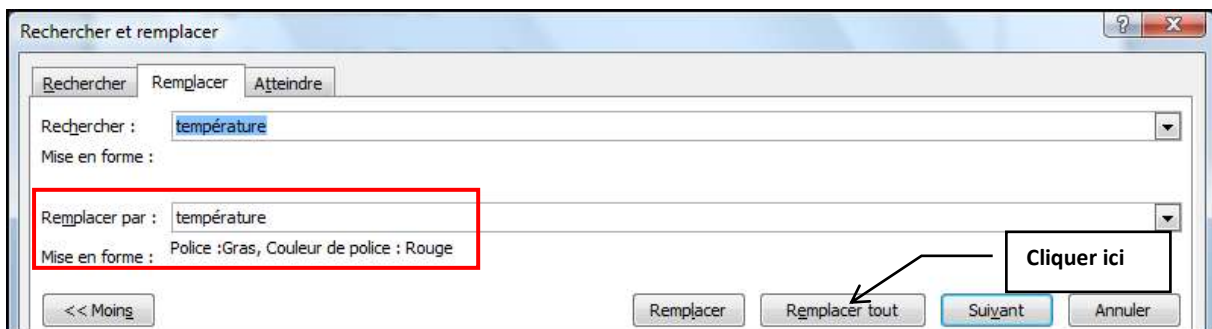 Rechercher et remplacer
Rechercher Remplacer Atteindre
Rechercher : température
Mise en forme :
Remplacer par : température
Mise en forme : Police :Gras, Couleur de police : Rouge
Cliquer ici
<< Moins Remplacer Remplacer tout Suivant Annuler